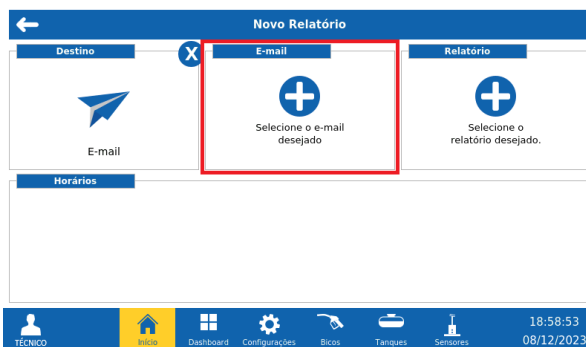 Novo Relatório
Destino
X
E-mail
Relatório
E-mail
Selecione o e-mail
desejado
Selecione o
relatório desejado.
Horários
TÉCNICO
Início
Dashboard
Configurações
Bicos
Tanques
Sensores
18:58:53
08/12/2023